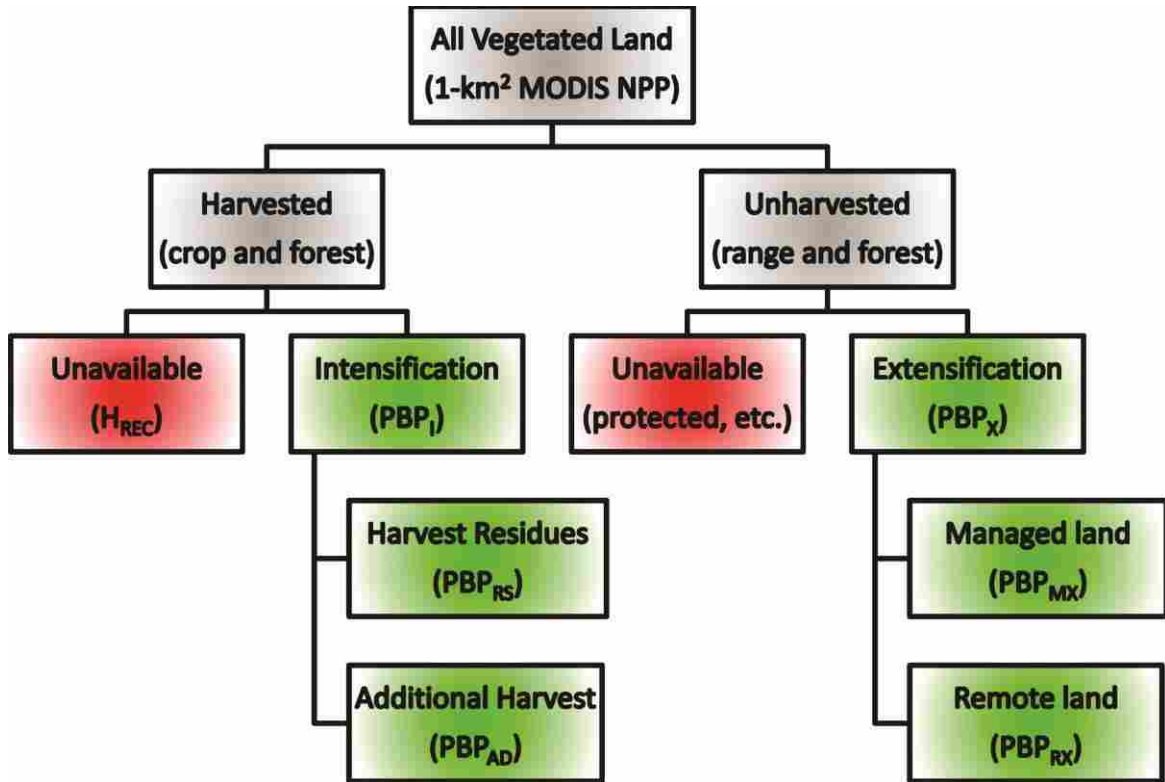 All Vegetated Land
(1-km² MODIS NPP)
Harvested
(crop and forest)
Unharvested
(range and forest)
Unavailable
(H_REC)
Intensification
(PBP_I)
Unavailable
(protected, etc.)
Extensification
(PBP_X)
Harvest Residues
(PBP_RS)
Managed land
(PBP_MX)
Additional Harvest
(PBP_AD)
Remote land
(PBP_RX)